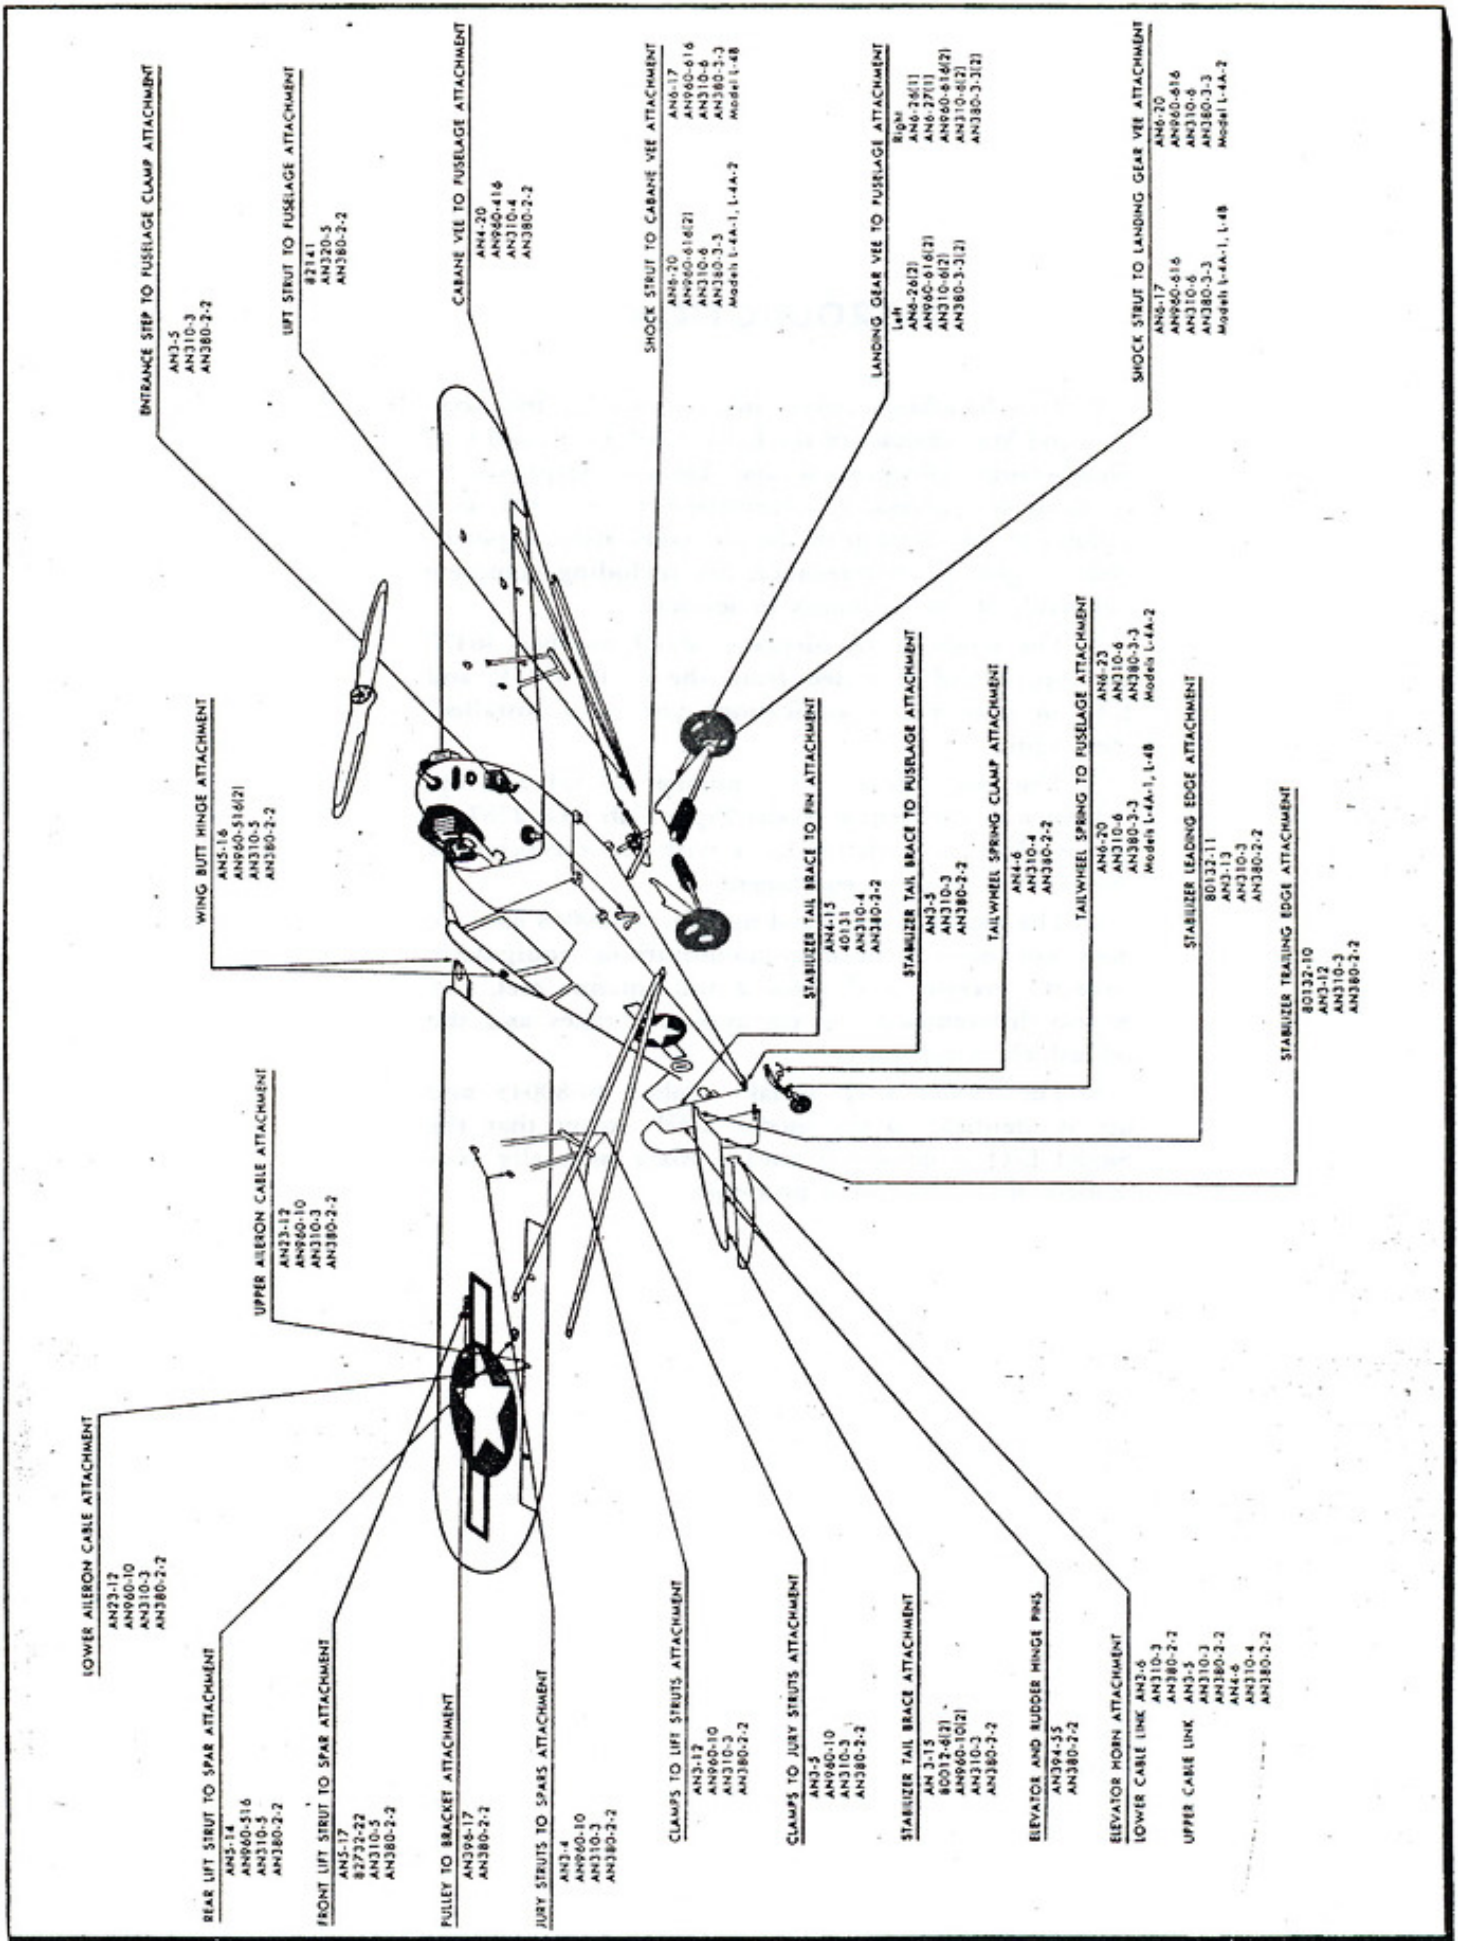 LOWER AILERON CABLE ATTACHMENT
AN23-12
AN960-10
AN310-3
AN380-2-2
REAR LIFT STRUT TO SPAR ATTACHMENT
AN5-14
AN960-516
AN310-5
AN380-2-2
FRONT LIFT STRUT TO SPAR ATTACHMENT
AN5-17
82732-22
AN310-5
AN380-2-2
PULLEY TO BRACKET ATTACHMENT
AN396-17
AN380-2-2
JURY STRUTS TO SPARS ATTACHMENT
AN3-4
AN960-10
AN310-3
AN380-2-2
CLAMPS TO LIFT STRUTS ATTACHMENT
AN3-12
AN960-10
AN310-3
AN380-2-2
CLAMPS TO JURY STRUTS ATTACHMENT
AN3-5
AN960-10
AN310-3
AN380-2-2
STABILIZER TAIL BRACE ATTACHMENT
AN 3-15
80012-6(2)
AN960-10(2)
AN310-3
AN380-2-2
ELEVATOR AND RUDDER HINGE PINS
AN394-55
AN380-2-2
ELEVATOR HORN ATTACHMENT
LOWER CABLE LINK AN3-6
AN310-3
AN380-2-2
UPPER CABLE LINK AN3-5
AN310-3
AN380-2-2
AN4-6
AN310-4
AN380-2-2
UPPER AILERON CABLE ATTACHMENT
AN23-12
AN960-10
AN310-3
AN380-2-2
WING BUTT HINGE ATTACHMENT
AN5-16
AN960-516(2)
AN310-5
AN380-2-2
STABILIZER TAIL BRACE TO FIN ATTACHMENT
AN4-15
40131
AN310-4
AN380-2-2
STABILIZER TAIL BRACE TO FUSELAGE ATTACHMENT
AN3-5
AN310-3
AN380-2-2
TAILWHEEL SPRING CLAMP ATTACHMENT
AN4-6
AN310-4
AN380-2-2
TAILWHEEL SPRING TO FUSELAGE ATTACHMENT
AN6-20 AN6-23
AN310-6 AN310-6
AN380-3-3 AN380-3-3
Models L-4A-1, L-4B Models L-4A-2
STABILIZER LEADING EDGE ATTACHMENT
80132-11
AN3-13
AN310-3
AN380-2-2
STABILIZER TRAILING EDGE ATTACHMENT
80132-10
AN3-12
AN310-3
AN380-2-2
ENTRANCE STEP TO FUSELAGE CLAMP ATTACHMENT
AN3-5
AN310-3
AN380-2-2
LIFT STRUT TO FUSELAGE ATTACHMENT
82141
AN320-5
AN380-2-2
CABANE VEE TO FUSELAGE ATTACHMENT
AN4-20
AN960-416
AN310-4
AN380-2-2
SHOCK STRUT TO CABANE VEE ATTACHMENT
AN6-20 AN6-17
AN960-616(2) AN960-616
AN310-6 AN310-6
AN380-3-3 AN380-3-3
Models L-4A-1, L-4A-2 Model L-4B
LANDING GEAR VEE TO FUSELAGE ATTACHMENT
Left Right
AN6-26(2) AN6-26(1)
AN960-616(2) AN6-27(1)
AN310-6(2) AN960-616(2)
AN380-3-3(2) AN310-6(2)
AN380-3-3(2)
SHOCK STRUT TO LANDING GEAR VEE ATTACHMENT
AN6-17 AN6-20
AN960-616 AN960-616
AN310-6 AN310-6
AN380-3-3 AN380-3-3
Models L-4A-1, L-4B Model L-4A-2